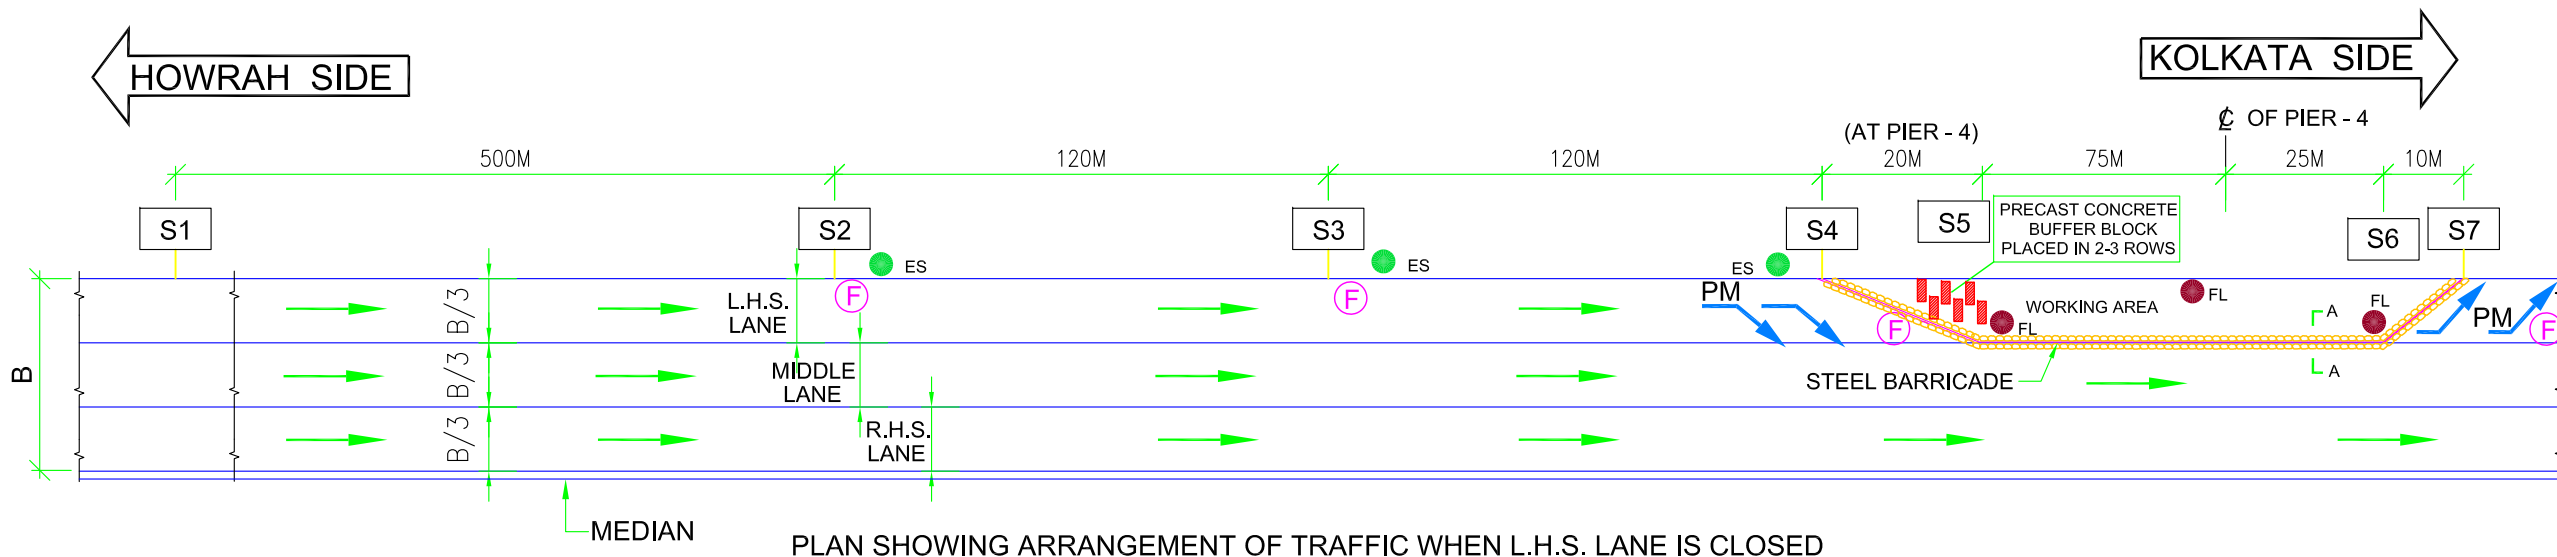 HOWRAH SIDE
KOLKATA SIDE
(AT PIER - 4)
℄ OF PIER - 4
500M
120M
120M
20M
75M
25M
10M
S1
S2
S3
S4
S5
PRECAST CONCRETE
BUFFER BLOCK
PLACED IN 2-3 ROWS
S6
S7
ES
ES
ES
F
F
F
F
PM
PM
L.H.S.
LANE
WORKING AREA
FL
FL
FL
A
A
B/3
B/3
B/3
B
MIDDLE
LANE
STEEL BARRICADE
R.H.S.
LANE
MEDIAN
PLAN SHOWING ARRANGEMENT OF TRAFFIC WHEN L.H.S. LANE IS CLOSED